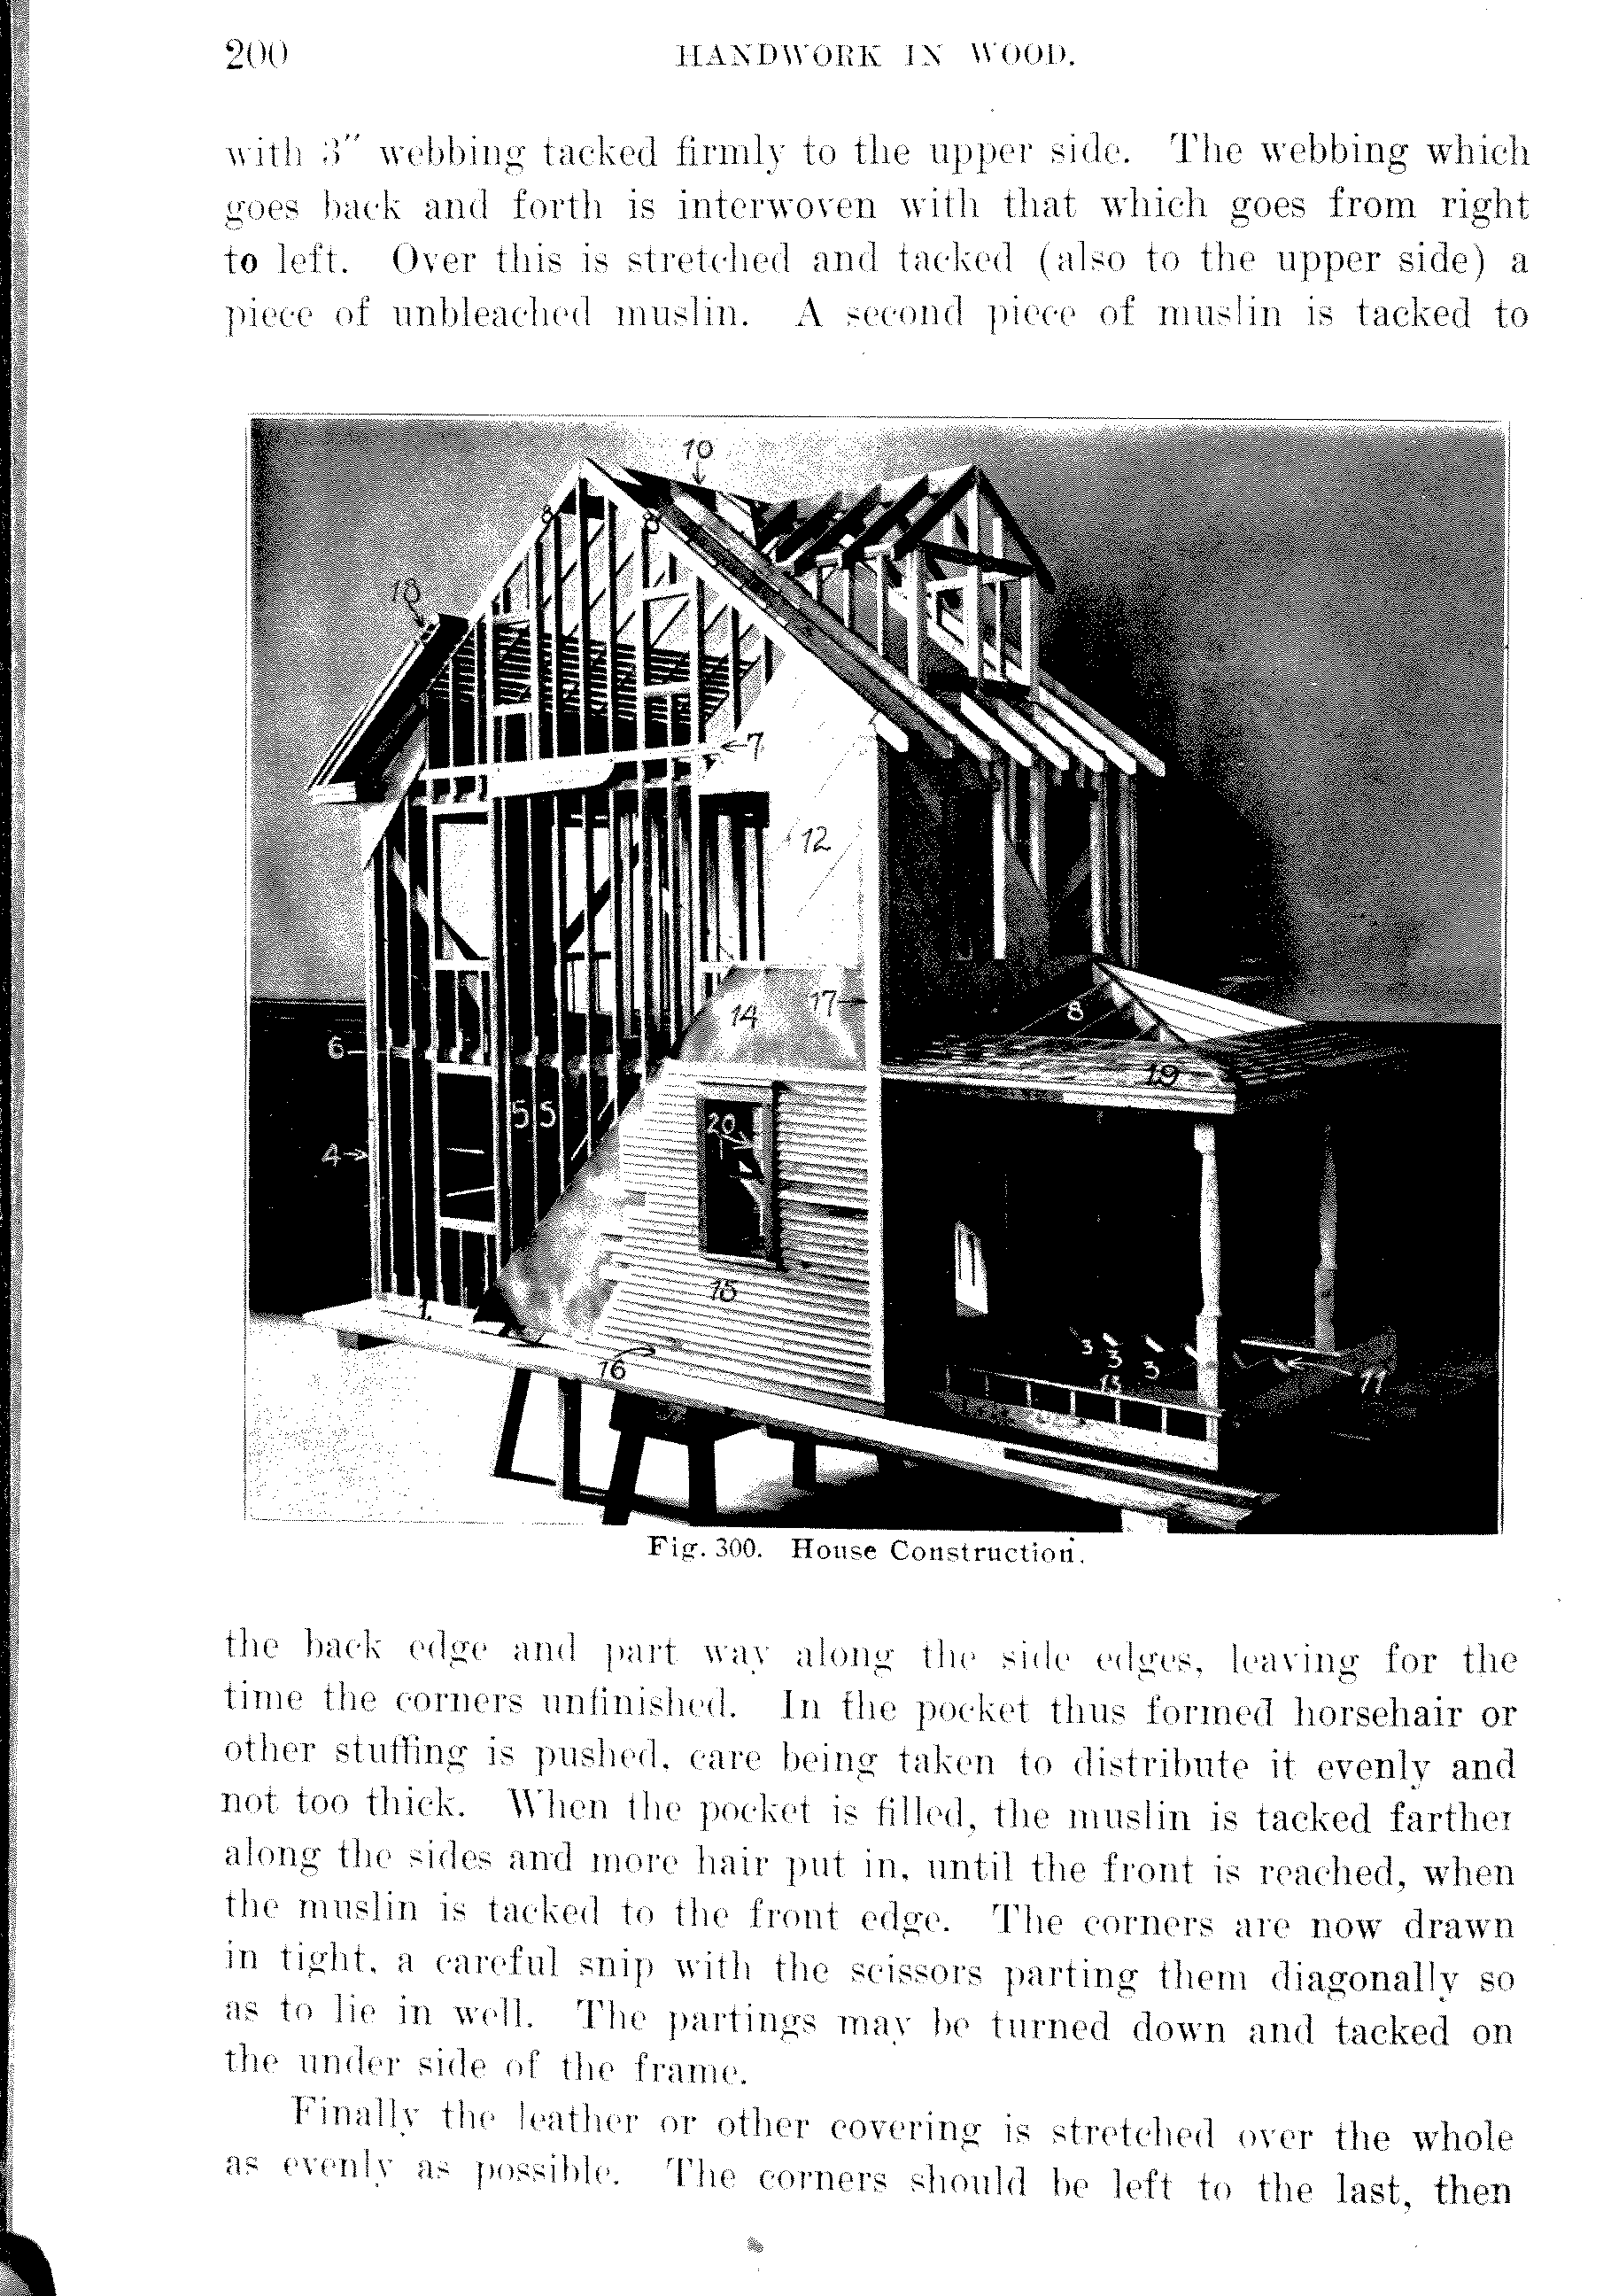 200
HANDWORK IN WOOD.
with 3″ webbing tacked firmly to the upper side. The webbing which
goes back and forth is interwoven with that which goes from right
to left. Over this is stretched and tacked (also to the upper side) a
piece of unbleached muslin. A second piece of muslin is tacked to
10
8
8
18
7
12
14
17
8
6
19
5 5
20
4
15
1
3
3
3
16
13
11
Fig. 300. House Construction.
the back edge and part way along the side edges, leaving for the
time the corners unfinished. In the pocket thus formed horsehair or
other stuffing is pushed, care being taken to distribute it evenly and
not too thick. When the pocket is filled, the muslin is tacked farther
along the sides and more hair put in, until the front is reached, when
the muslin is tacked to the front edge. The corners are now drawn
in tight, a careful snip with the scissors parting them diagonally so
as to lie in well. The partings may be turned down and tacked on
the under side of the frame.
Finally the leather or other covering is stretched over the whole
as evenly as possible. The corners should be left to the last, then